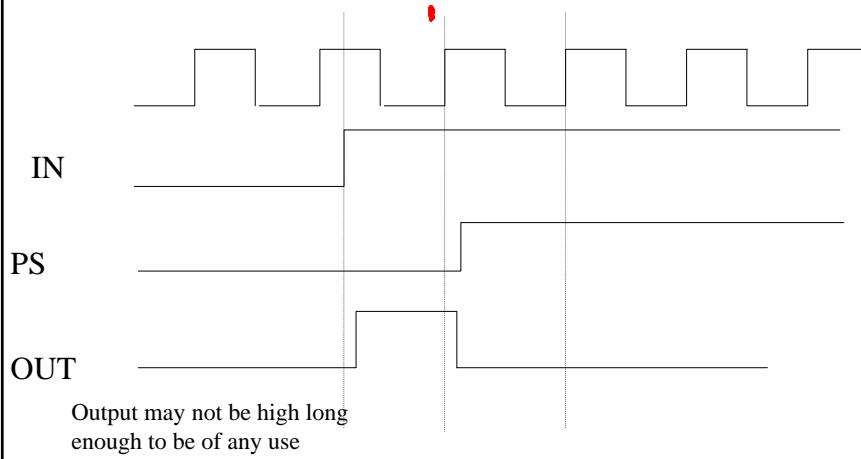 IN
PS
OUT
Output may not be high long
enough to be of any use